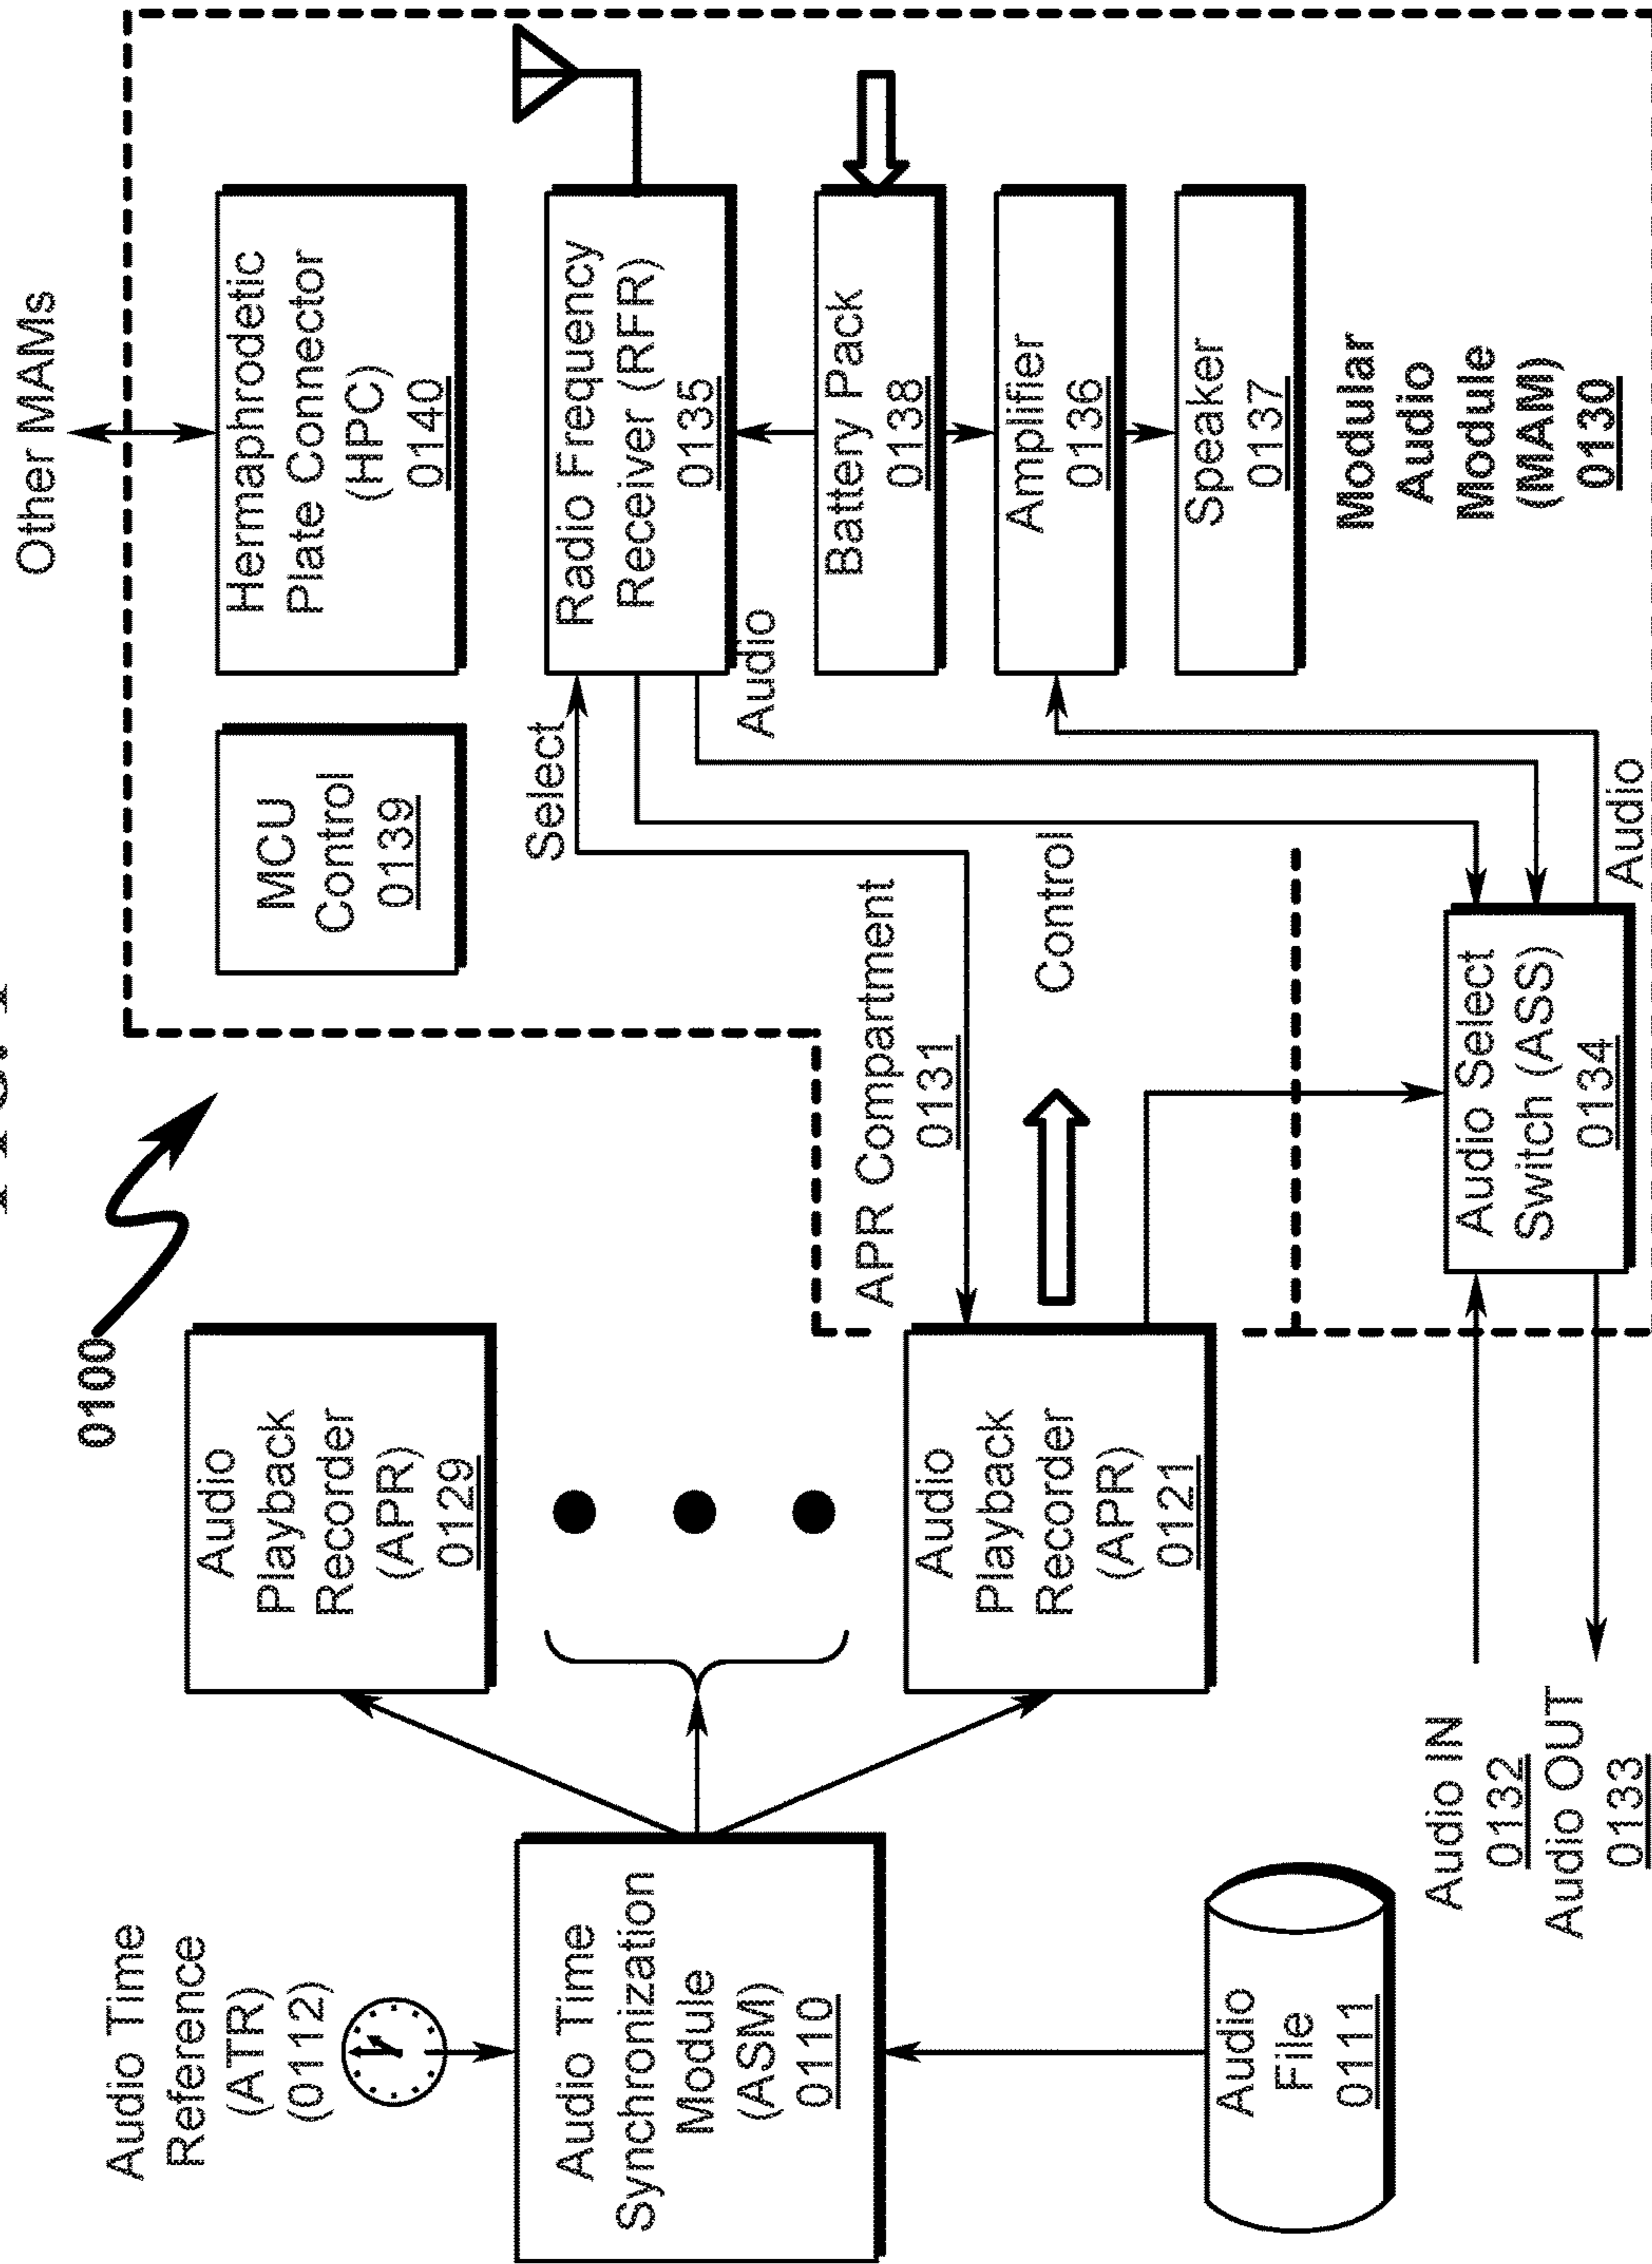 0100
Audio Time
Reference
(ATR)
(0112)
Audio Time
Synchronization
Module
(ASM)
0110
Audio
File
0111
Audio
Playback
Recorder
(APR)
0129
Audio
Playback
Recorder
(APR)
0121
Audio IN
0132
Audio OUT
0133
APR Compartment
0131
Control
Audio Select
Switch (ASS)
0134
Audio
MCU
Control
0139
Select
Audio
Other MAMs
Hermaphrodetic
Plate Connector
(HPC)
0140
Radio Frequency
Receiver (RFR)
0135
Battery Pack
0138
Amplifier
0136
Speaker
0137
Modular
Audio
Module
(MAM)
0130